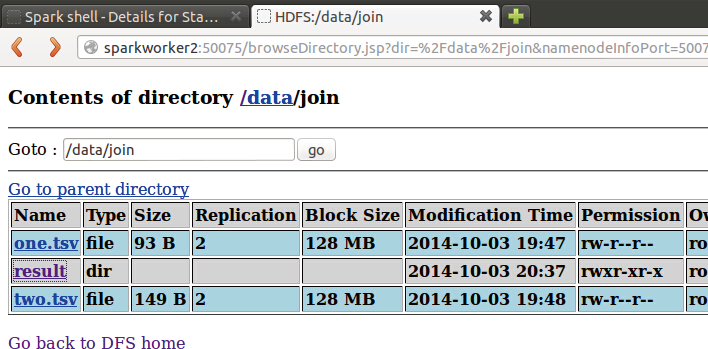 Spark shell - Details for Sta... HDFS:/data/join
sparkworker2:50075/browseDirectory.jsp?dir=%2Fdata%2Fjoin&namenodeInfoPort=5007
Contents of directory /data/join
Goto : /data/join go
Go to parent directory
Name Type Size Replication Block Size Modification Time Permission Ow
one.tsv file 93 B 2 128 MB 2014-10-03 19:47 rw-r--r-- ro
result dir 2014-10-03 20:37 rwxr-xr-x ro
two.tsv file 149 B 2 128 MB 2014-10-03 19:48 rw-r--r-- ro
Go back to DFS home